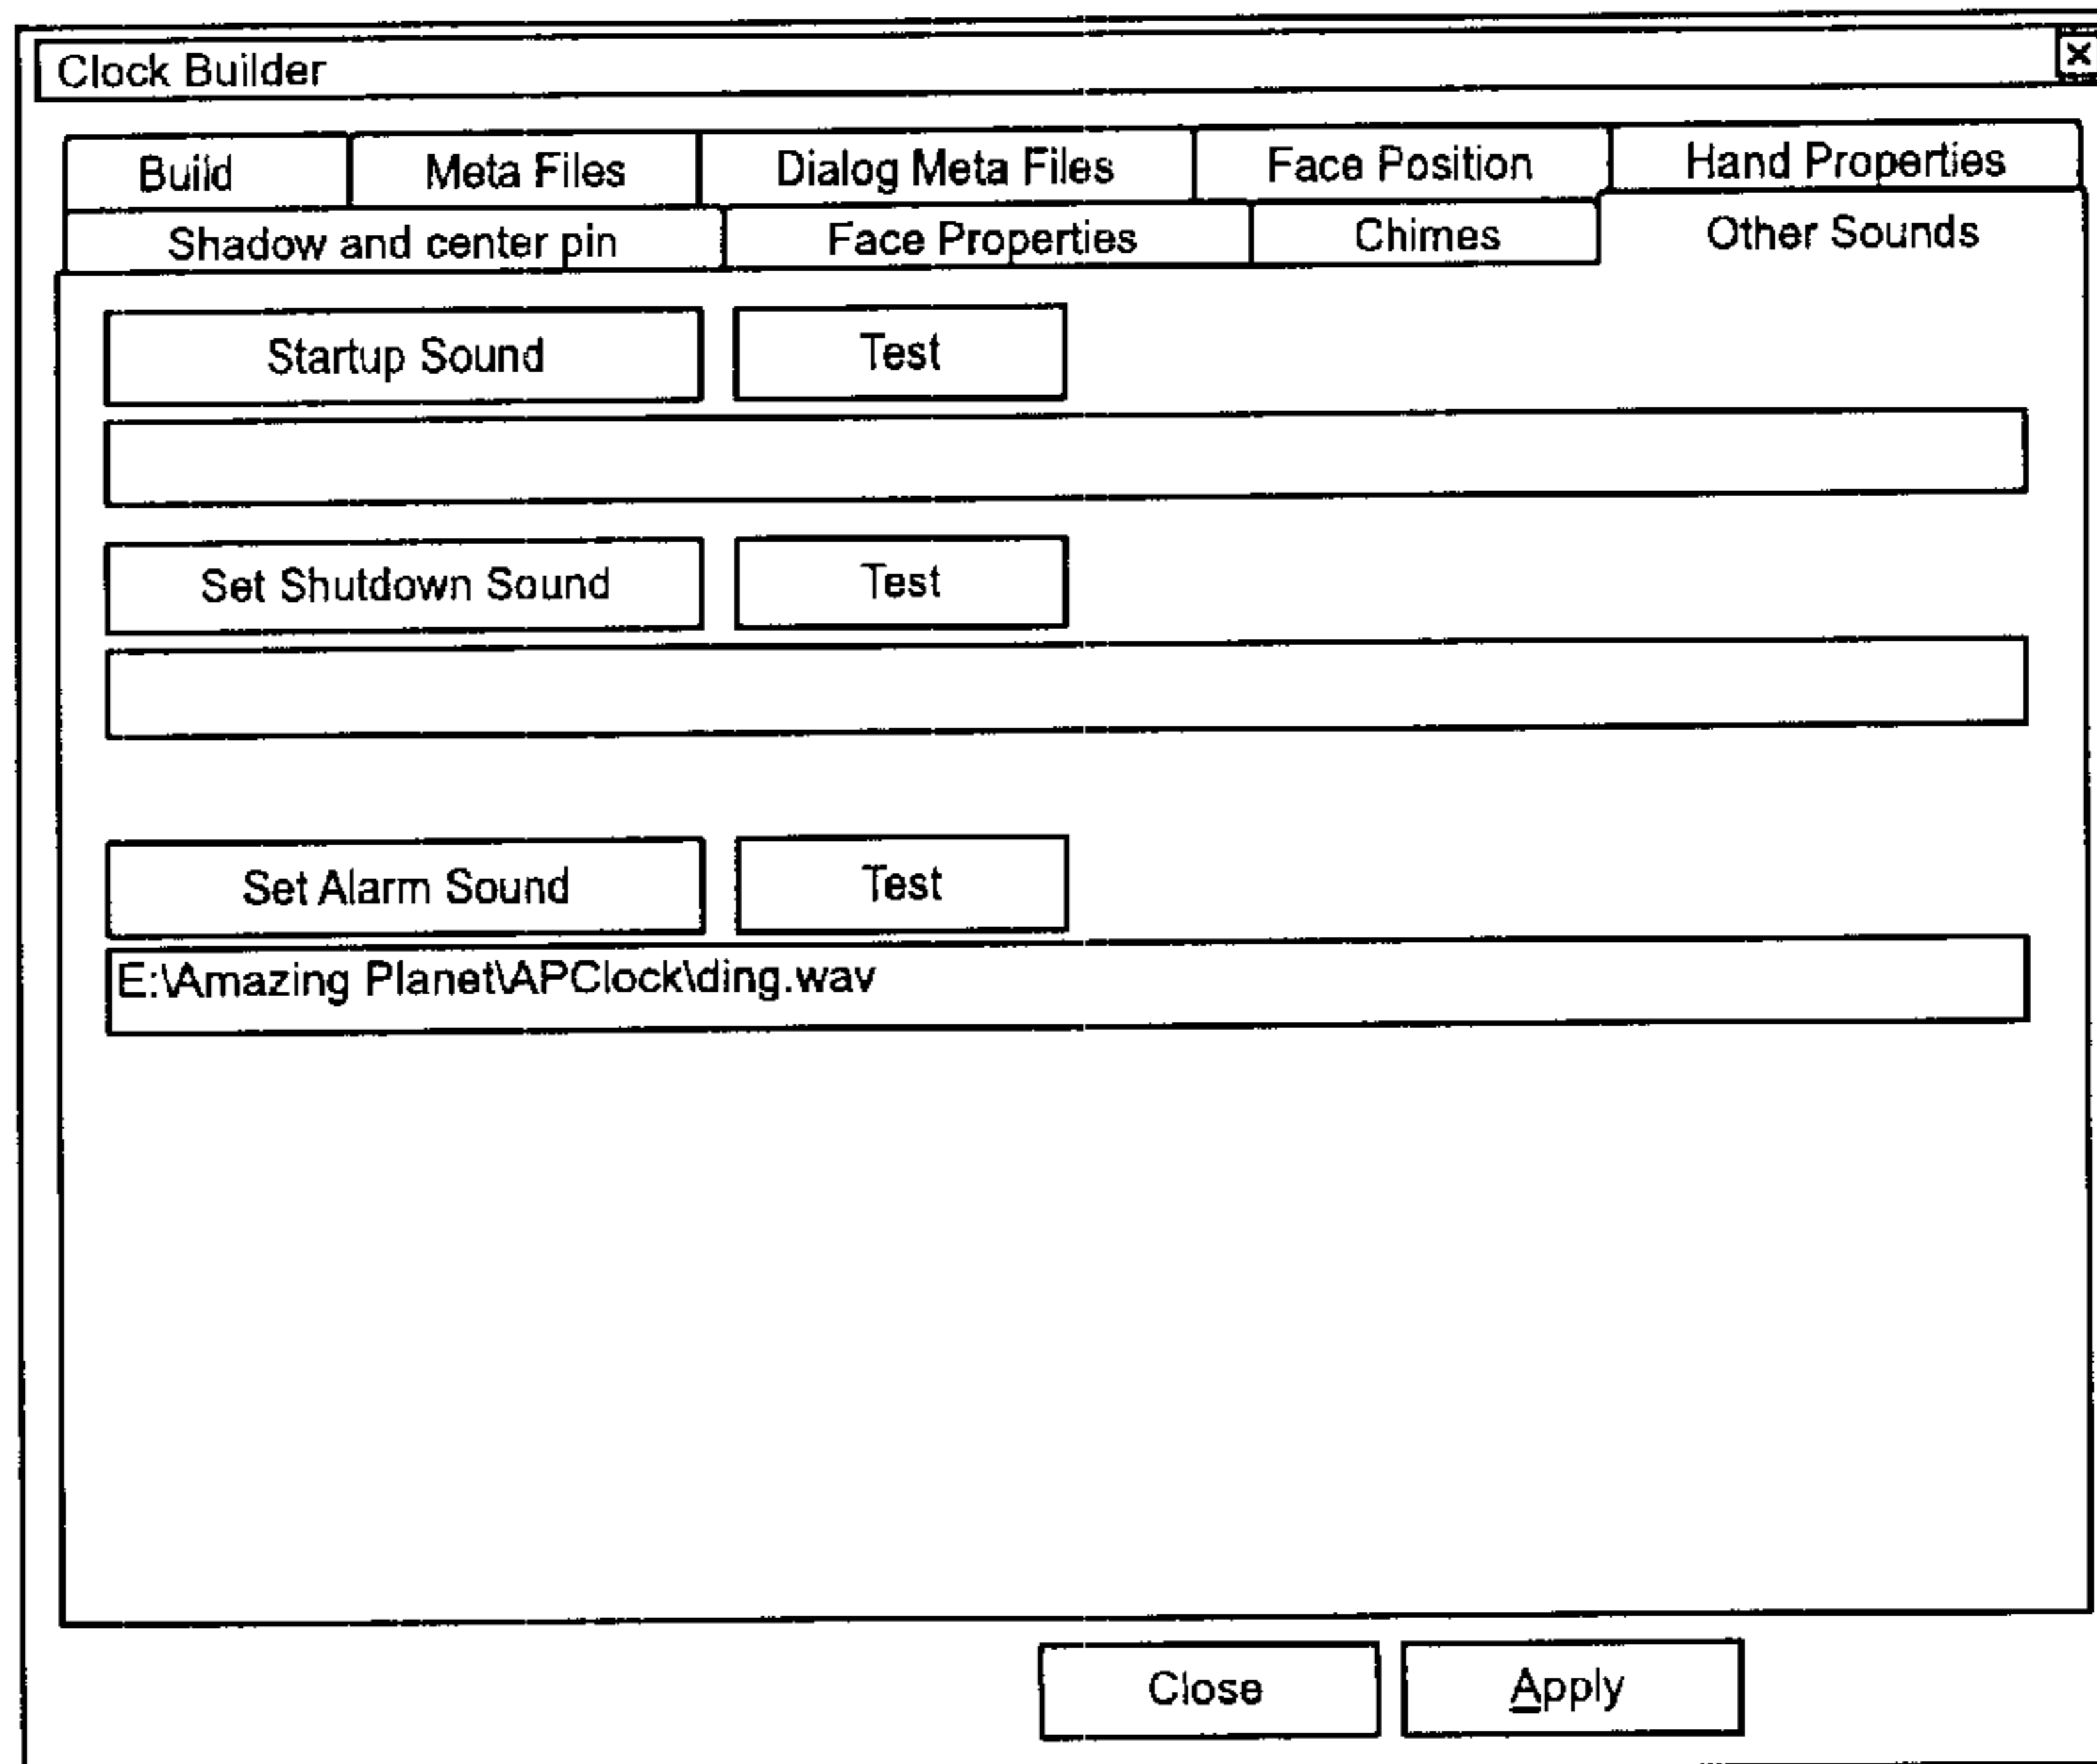 Clock Builder X
Build Meta Files Dialog Meta Files Face Position Hand Properties
Shadow and center pin Face Properties Chimes Other Sounds
Startup Sound Test
Set Shutdown Sound Test
Set Alarm Sound Test
E:\Amazing Planet\APClock\ding.wav
Close Apply